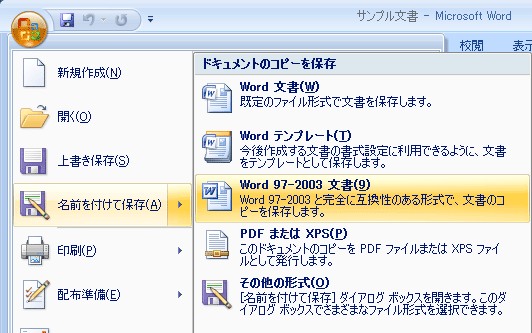 サンプル文書 - Microsoft Word
校閲 表示
ドキュメントのコピーを保存
新規作成(N)
開く(O)
上書き保存(S)
名前を付けて保存(A)
印刷(P)
配布準備(E)
Word 文書(W)
既定のファイル形式で文書を保存します。
Word テンプレート(T)
今後作成する文書の書式設定に利用できるように、文書
をテンプレートとして保存します。
Word 97-2003 文書(9)
Word 97-2003 と完全に互換性のある形式で、文書のコ
ピーを保存します。
PDF または XPS(P)
このドキュメントのコピーを PDF ファイルまたは XPS ファイ
ルとして発行します。
その他の形式(O)
[名前を付けて保存] ダイアログ ボックスを開きます。このダ
イアログ ボックスでさまざまなファイル形式を選択できます。